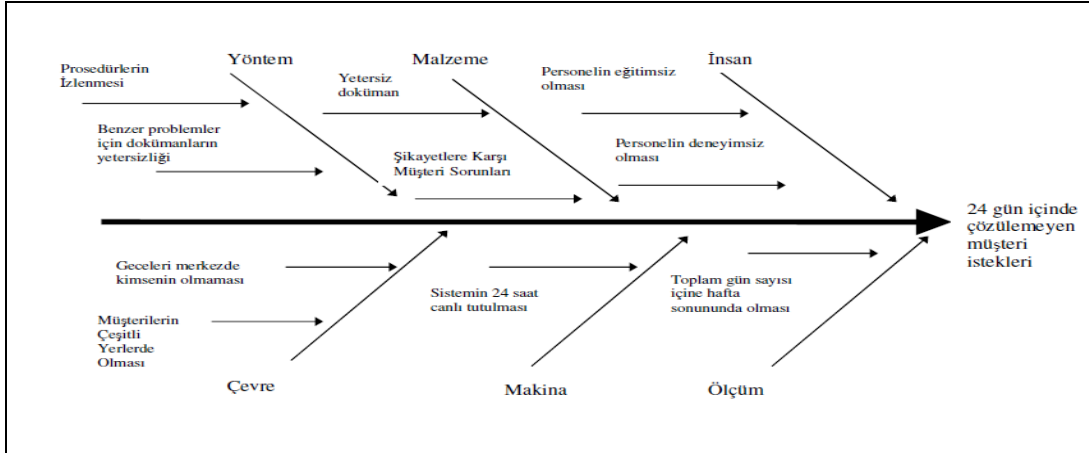 Yöntem
Malzeme
İnsan
Prosedürlerin
İzlenmesi
Yetersiz
doküman
Personelin eğitimsiz
olması
Benzer problemler
için dokümanların
yetersizliği
Şikayetlere Karşı
Müşteri Sorunları
Personelin deneyimsiz
olması
24 gün içinde
çözülemeyen
müşteri
istekleri
Geceleri merkezde
kimsenin olmaması
Sistemin 24 saat
canlı tutulması
Toplam gün sayısı
içine hafta
sonununda olması
Müşterilerin
Çeşitli
Yerlerde
Olması
Çevre
Makina
Ölçüm